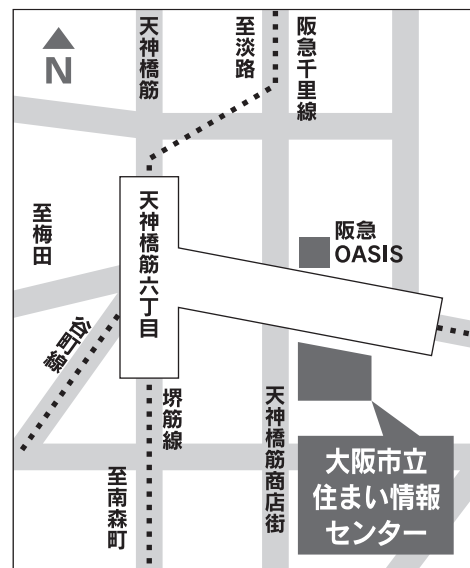 N
天神橋筋
至淡路
阪急千里線
至梅田
天神橋筋六丁目
阪急
OASIS
谷町線
堺筋線
至南森町
天神橋筋商店街
大阪市立
住まい情報
センター